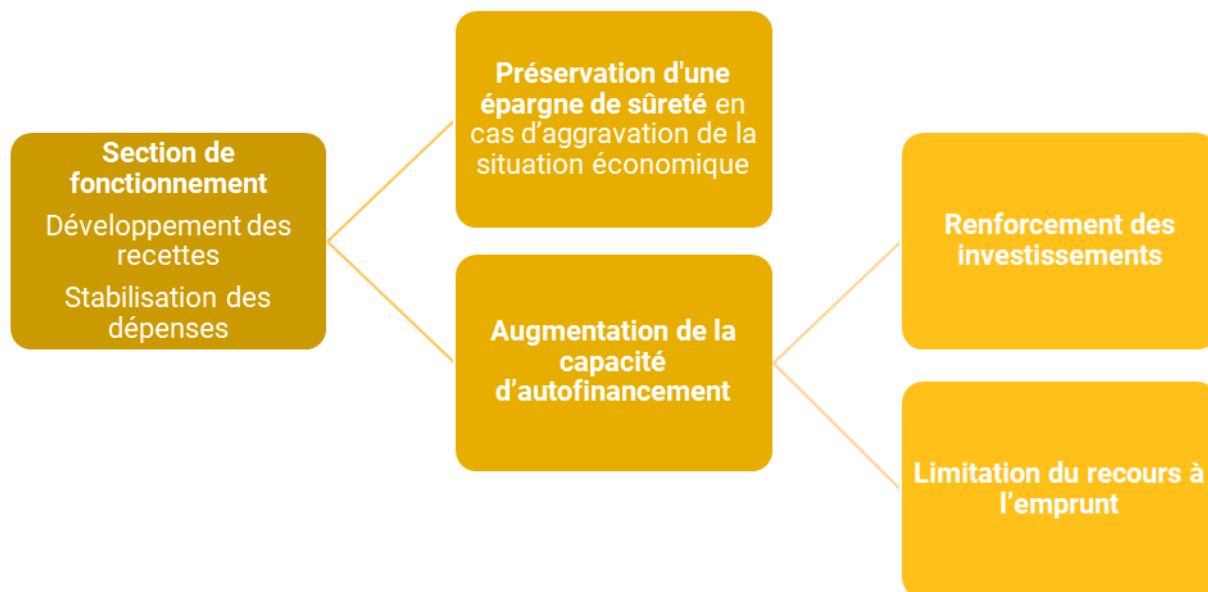 Section de
fonctionnement
Développement des
recettes
Stabilisation des
dépenses
Préservation d'une
épargne de sûreté en
cas d’aggravation de la
situation économique
Augmentation de la
capacité
d’autofinancement
Renforcement des
investissements
Limitation du recours à
l’emprunt